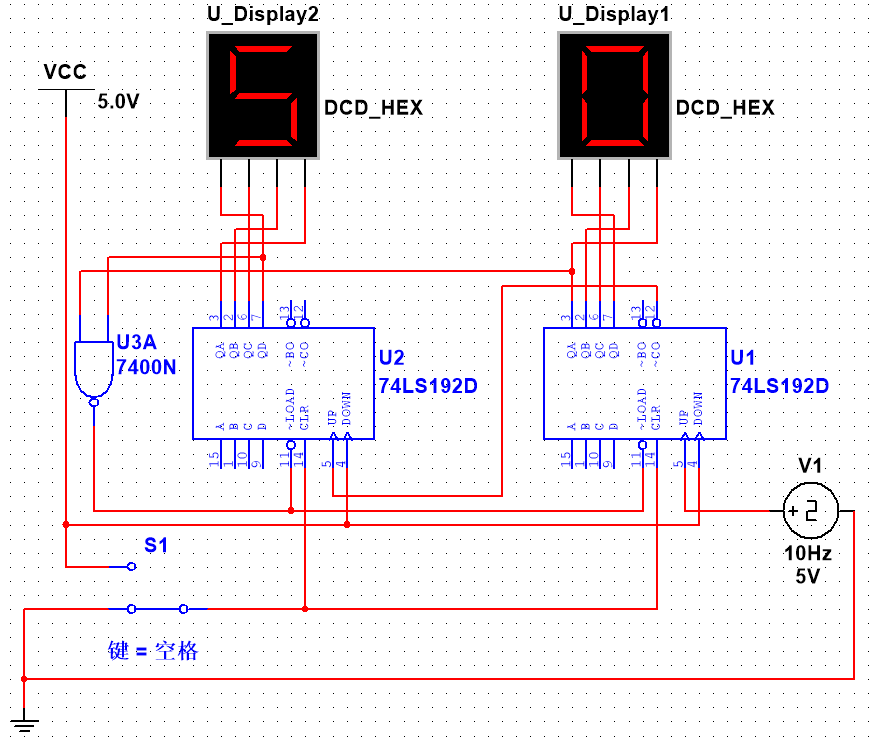 U_Display2
U_Display1
VCC
5.0V
DCD_HEX
DCD_HEX
3 2 6 7 13 12
3 2 6 7 13 12
QA QB QC QD ~BO ~CO
QA QB QC QD ~BO ~CO
U3A
7400N
U2
74LS192D
U1
74LS192D
A B C D ~LOAD CLR UP DOWN
A B C D ~LOAD CLR UP DOWN
15 1 10 9 11 14 5 4
15 1 10 9 11 14 5 4
V1
10Hz
5V
S1
键 = 空格